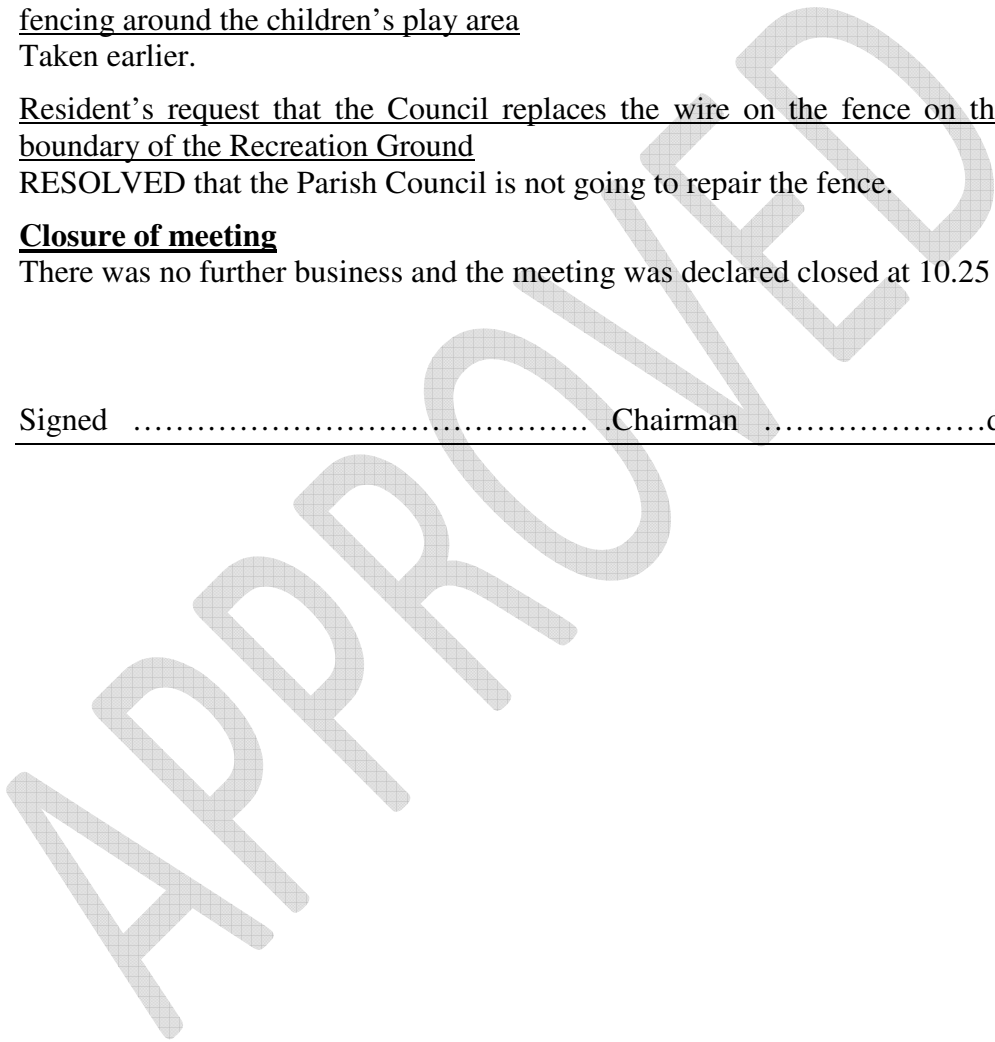 fencing around the children’s play area
Taken earlier.
Resident’s request that the Council replaces the wire on the fence on th
boundary of the Recreation Ground
RESOLVED that the Parish Council is not going to repair the fence.
Closure of meeting
There was no further business and the meeting was declared closed at 10.25
Signed …………………………………… .Chairman …………………d
APPROVED